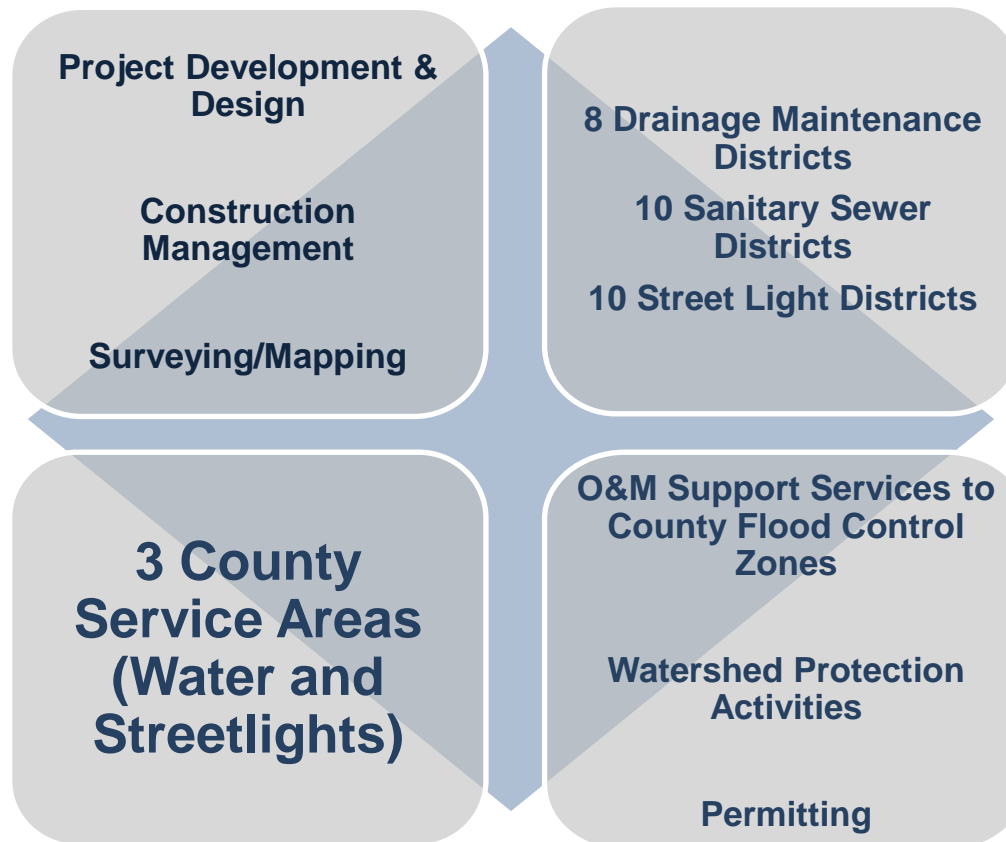 Project Development &
Design
Construction
Management
Surveying/Mapping
8 Drainage Maintenance
Districts
10 Sanitary Sewer
Districts
10 Street Light Districts
3 County
Service Areas
(Water and
Streetlights)
O&M Support Services to
County Flood Control
Zones
Watershed Protection
Activities
Permitting